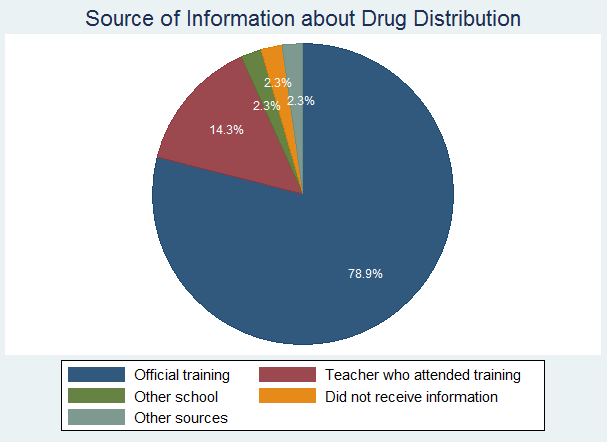 Source of Information about Drug Distribution
2.3%
2.3%
2.3%
14.3%
78.9%
Official training
Teacher who attended training
Other school
Did not receive information
Other sources